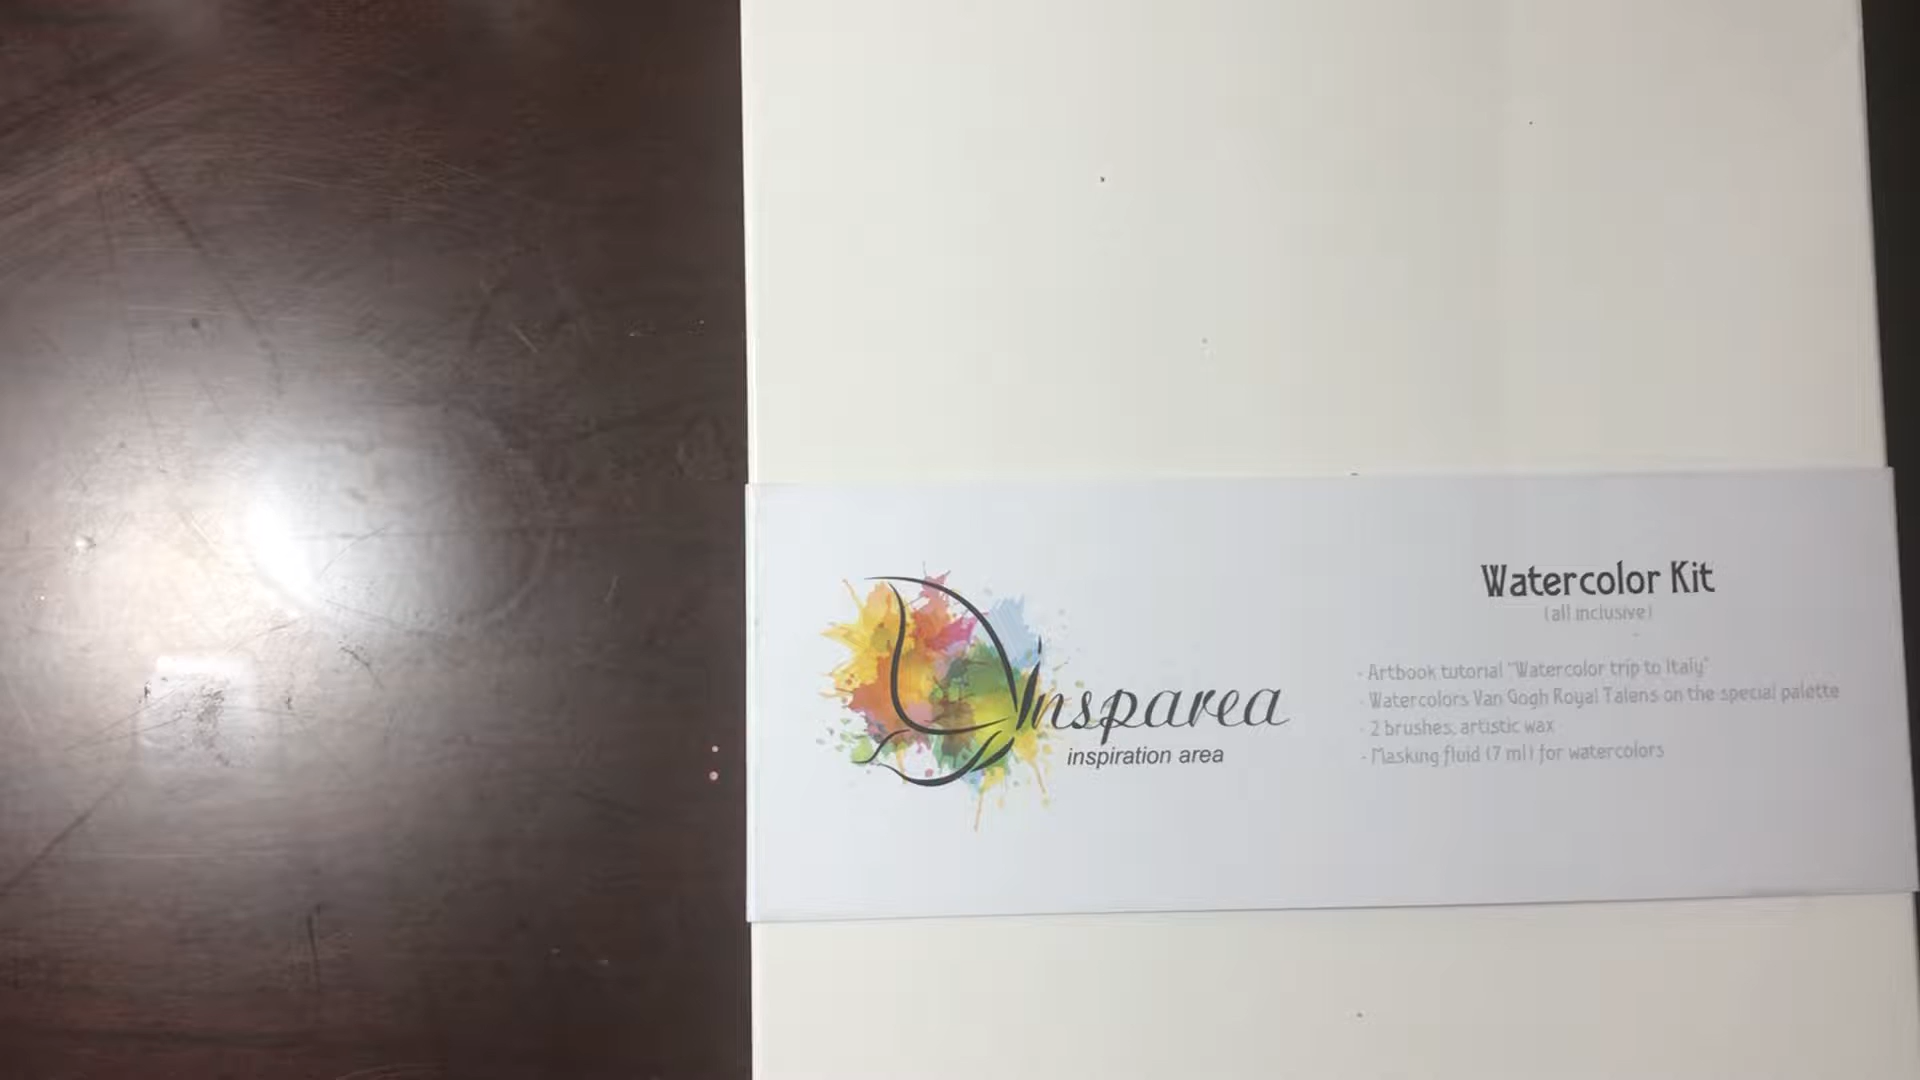 Insparea
inspiration area
Watercolor Kit
(all inclusive)
- Artbook tutorial "Watercolor trip to Italy"
- Watercolors Van Gogh Royal Talens on the special palette
- 2 brushes, artistic wax
- Masking fluid (7 ml) for watercolors